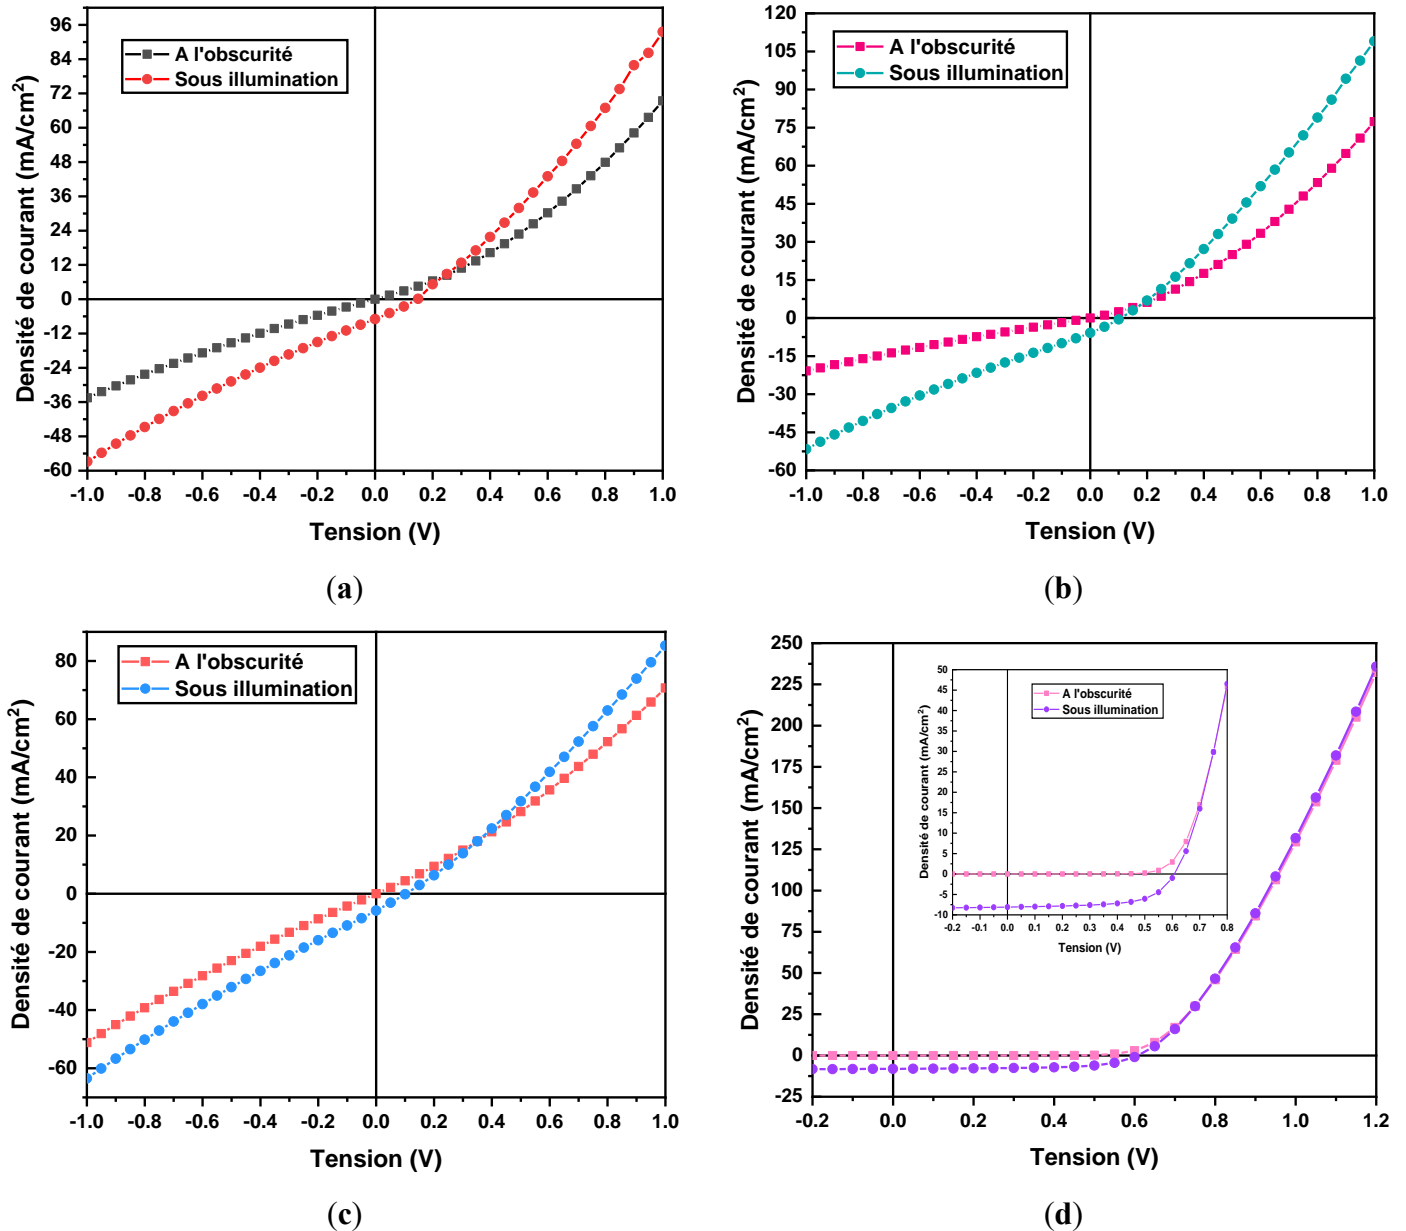 96
84
72
60
48
36
24
12
0
-12
-24
-36
-48
-60
-1.0 -0.8 -0.6 -0.4 -0.2 0.0 0.2 0.4 0.6 0.8 1.0
Densité de courant (mA/cm²)
Tension (V)
A l'obscurité
Sous illumination
(a)
120
105
90
75
60
45
30
15
0
-15
-30
-45
-60
-1.0 -0.8 -0.6 -0.4 -0.2 0.0 0.2 0.4 0.6 0.8 1.0
Densité de courant (mA/cm²)
Tension (V)
A l'obscurité
Sous illumination
(b)
80
60
40
20
0
-20
-40
-60
-1.0 -0.8 -0.6 -0.4 -0.2 0.0 0.2 0.4 0.6 0.8 1.0
Densité de courant (mA/cm²)
Tension (V)
A l'obscurité
Sous illumination
(c)
250
225
200
175
150
125
100
75
50
25
0
-25
-0.2 0.0 0.2 0.4 0.6 0.8 1.0 1.2
Densité de courant (mA/cm²)
Tension (V)
50
45
40
35
30
25
20
15
10
5
0
-5
-10
-0.2 -0.1 0.0 0.1 0.2 0.3 0.4 0.5 0.6 0.7 0.8
Densité de courant (mA/cm²)
Tension (V)
A l'obscurité
Sous illumination
(d)